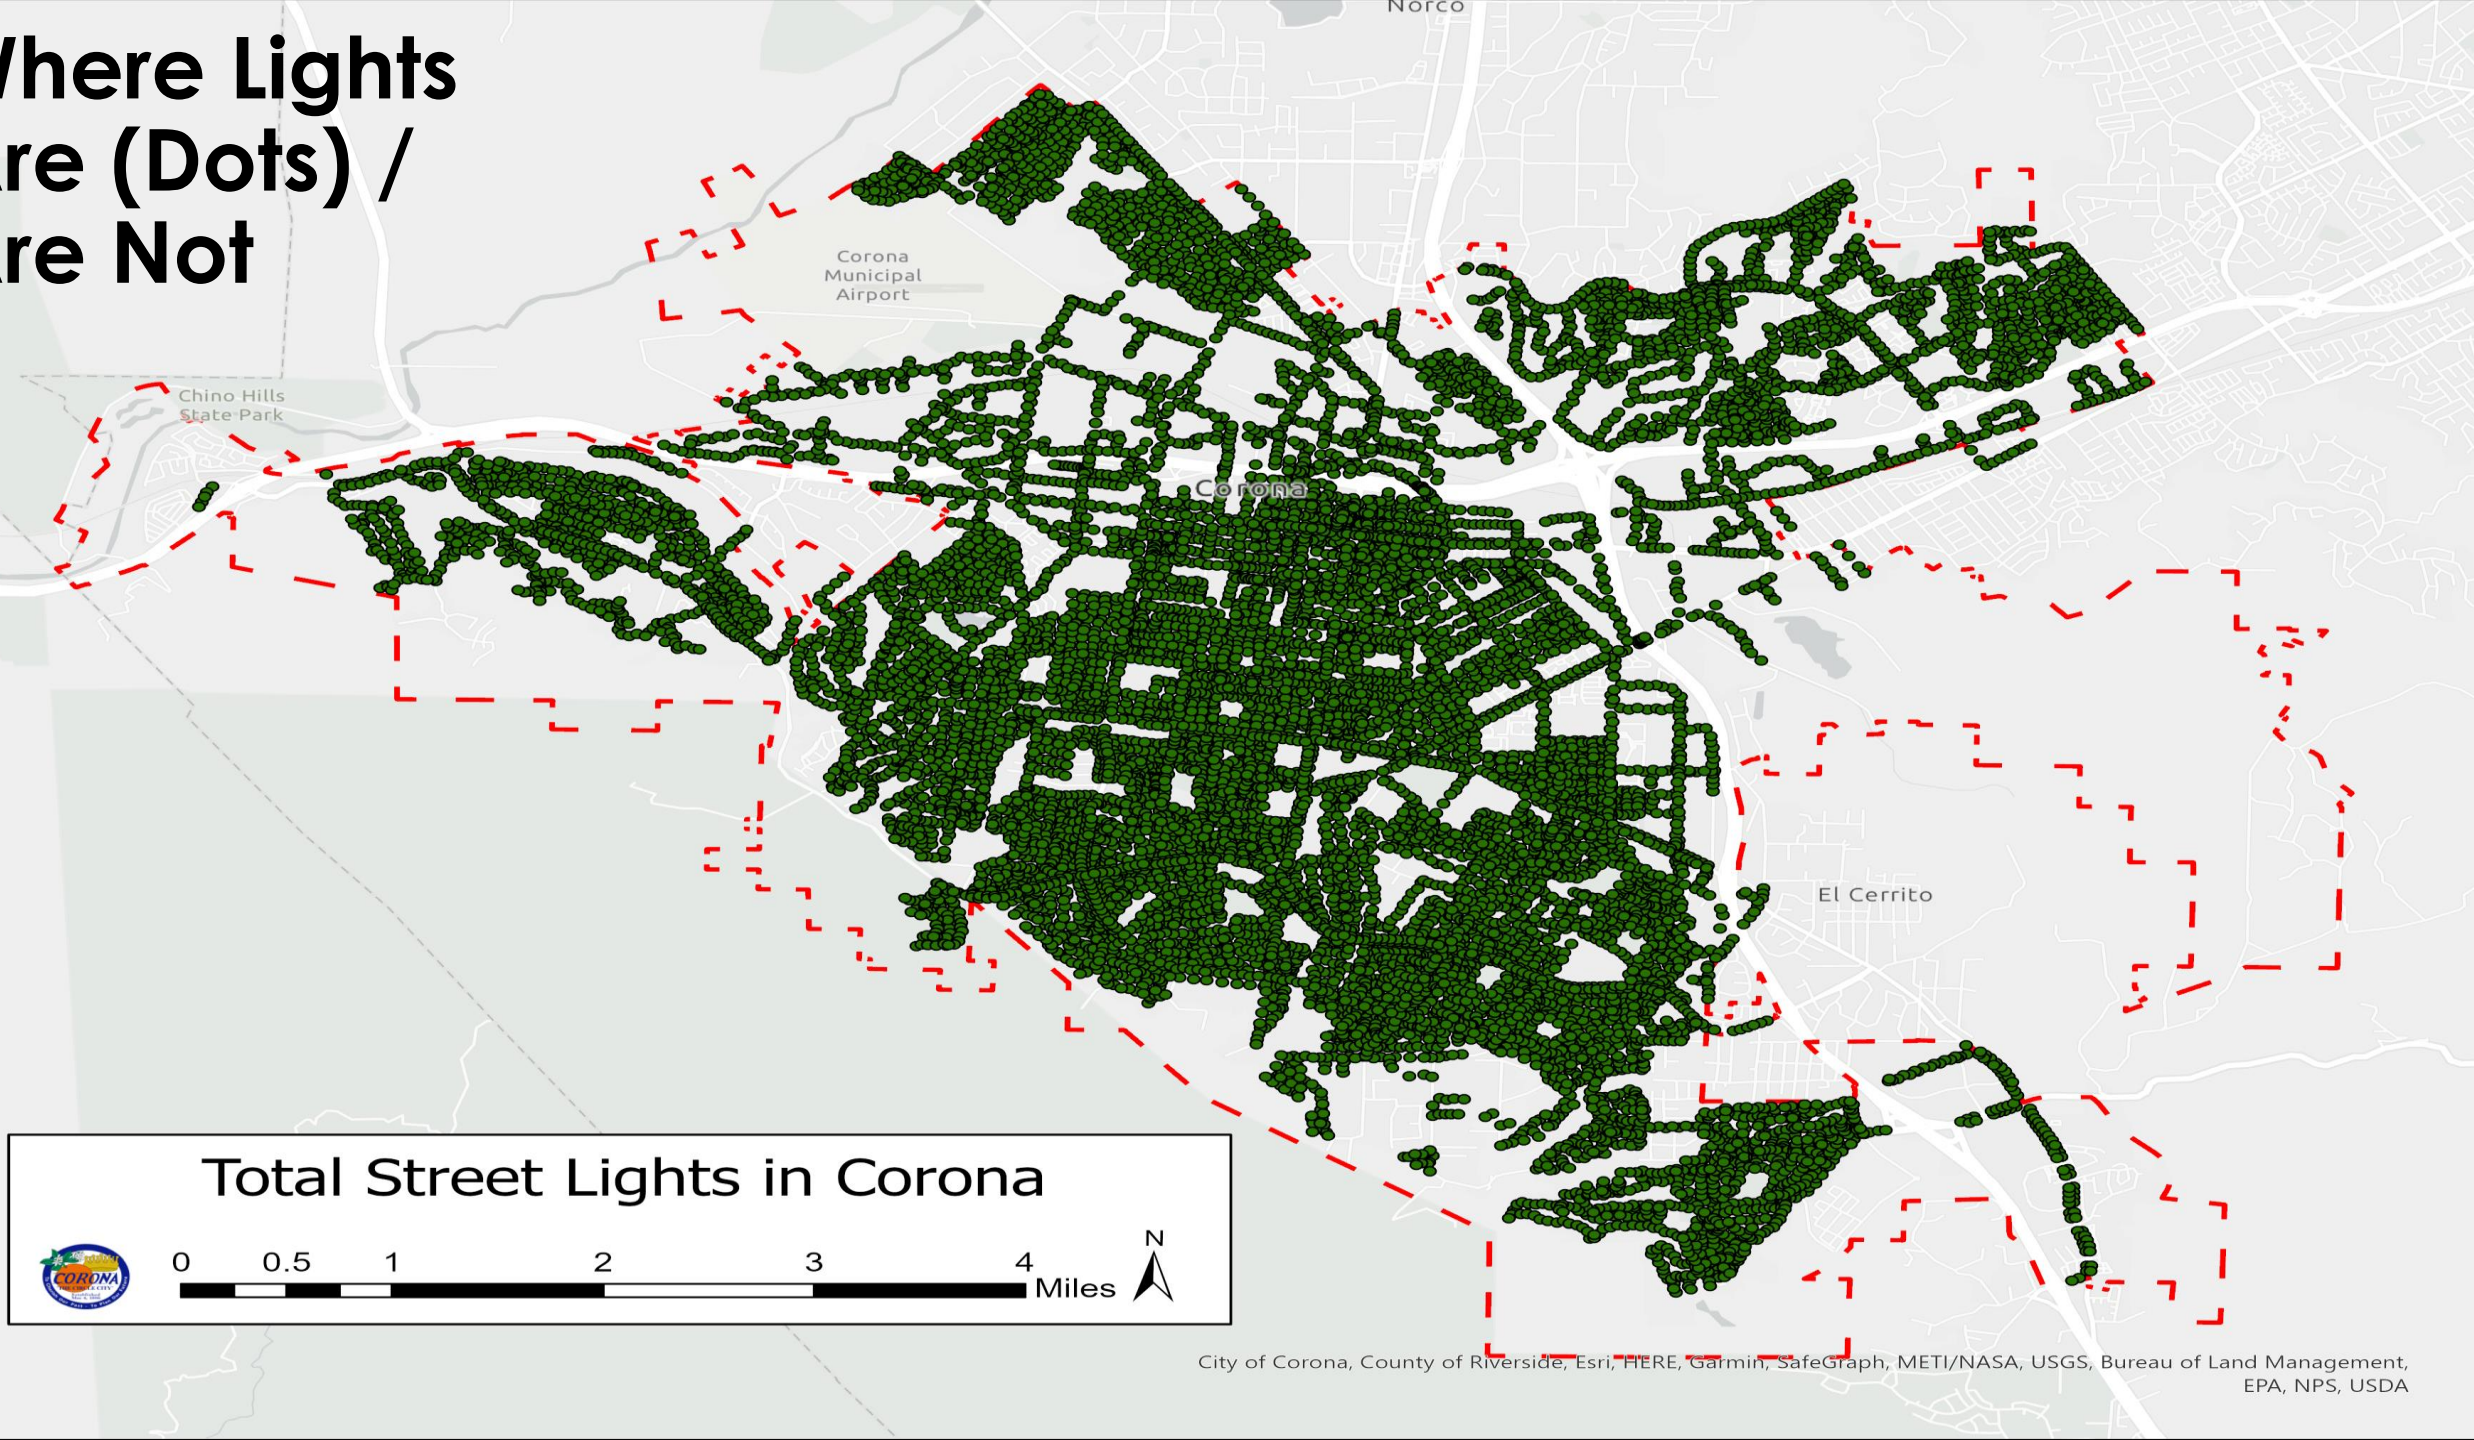 here Lights
re (Dots) /
re Not
Norco
Corona
Municipal
Airport
Chino Hills
State Park
Corona
El Cerrito
Total Street Lights in Corona
CORONA
0 0.5 1 2 3 4
Miles
N
City of Corona, County of Riverside, Esri, HERE, Garmin, SafeGraph, METI/NASA, USGS, Bureau of Land Management,
EPA, NPS, USDA